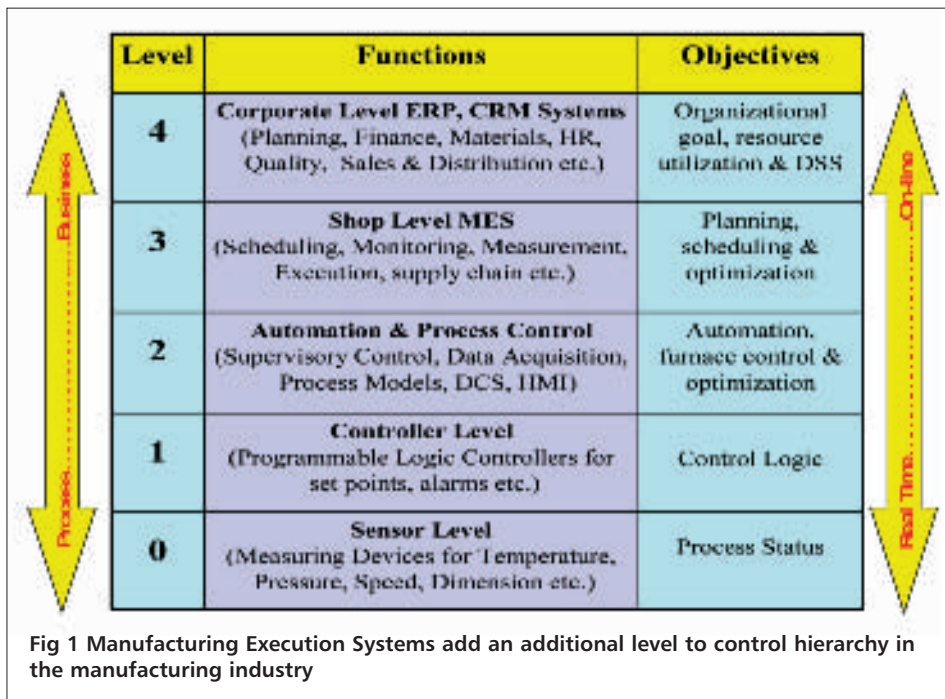 Level Functions Objectives
4
Corporate Level ERP, CRM Systems
(Planning, Finance, Materials, HR,
Quality, Sales & Distribution etc.)
Organizational
goal, resource
utilization & DSS
3
Shop Level MES
(Scheduling, Monitoring, Measurement,
Execution, supply chain etc.)
Planning,
scheduling &
optimization
2
Automation & Process Control
(Supervisory Control, Data Acquisition,
Process Models, DCS, HMI)
Automation,
furnace control &
optimization
1
Controller Level
(Programmable Logic Controllers for
set points, alarms etc.)
Control Logic
0
Sensor Level
(Measuring Devices for Temperature,
Pressure, Speed, Dimension etc.)
Process Status
Process..................Business
Real Time..................On-line
Fig 1 Manufacturing Execution Systems add an additional level to control hierarchy in
the manufacturing industry